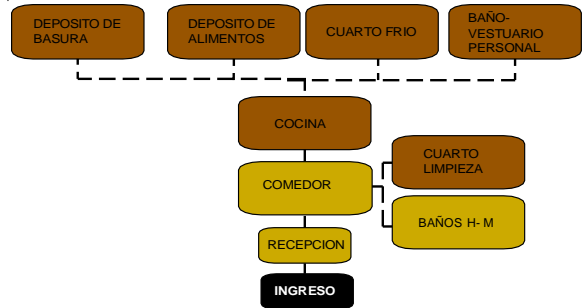 DEPOSITO DE
BASURA
DEPOSITO DE
ALIMENTOS
CUARTO FRIO
BAÑO-
VESTUARIO
PERSONAL
COCINA
CUARTO
LIMPIEZA
COMEDOR
BAÑOS H- M
RECEPCION
INGRESO